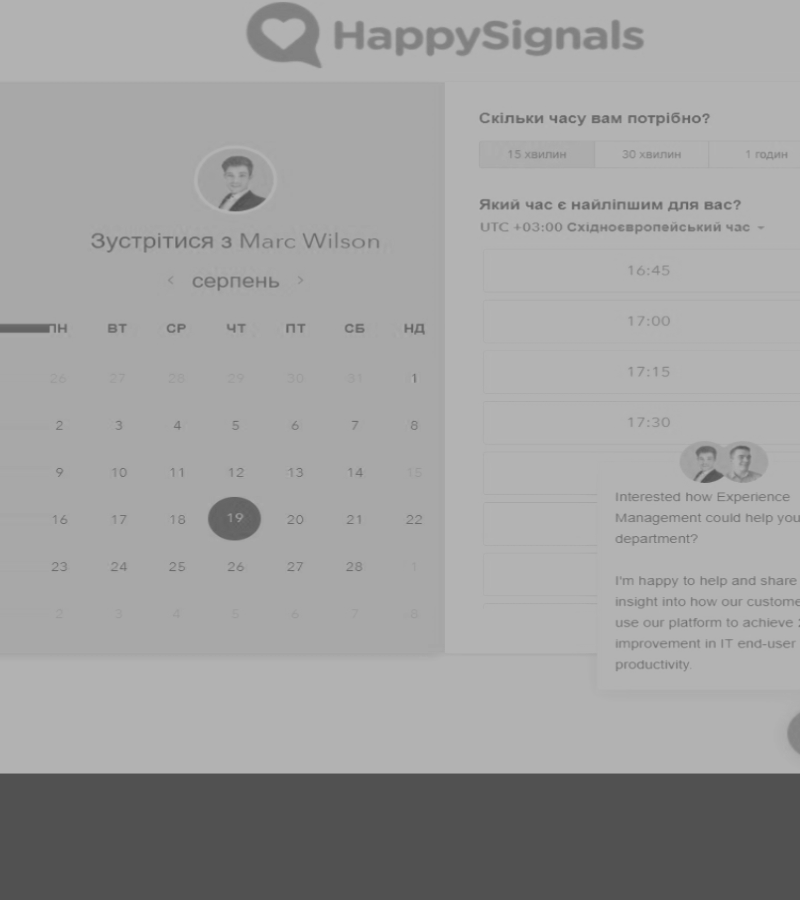 HappySignals
Зустрітися з Marc Wilson
серпень
ПН ВТ СР ЧТ ПТ СБ НД
26 27 28 29 30 31 1
2 3 4 5 6 7 8
9 10 11 12 13 14 15
16 17 18 19 20 21 22
23 24 25 26 27 28 1
2 3 4 5 6 7 8
Скільки часу вам потрібно?
15 хвилин 30 хвилин 1 годин
Який час є найліпшим для вас?
UTC +03:00 Східноєвропейський час
16:45
17:00
17:15
17:30
Interested how Experience
Management could help you
department?
I'm happy to help and share
insight into how our custome
use our platform to achieve
improvement in IT end-user
productivity.